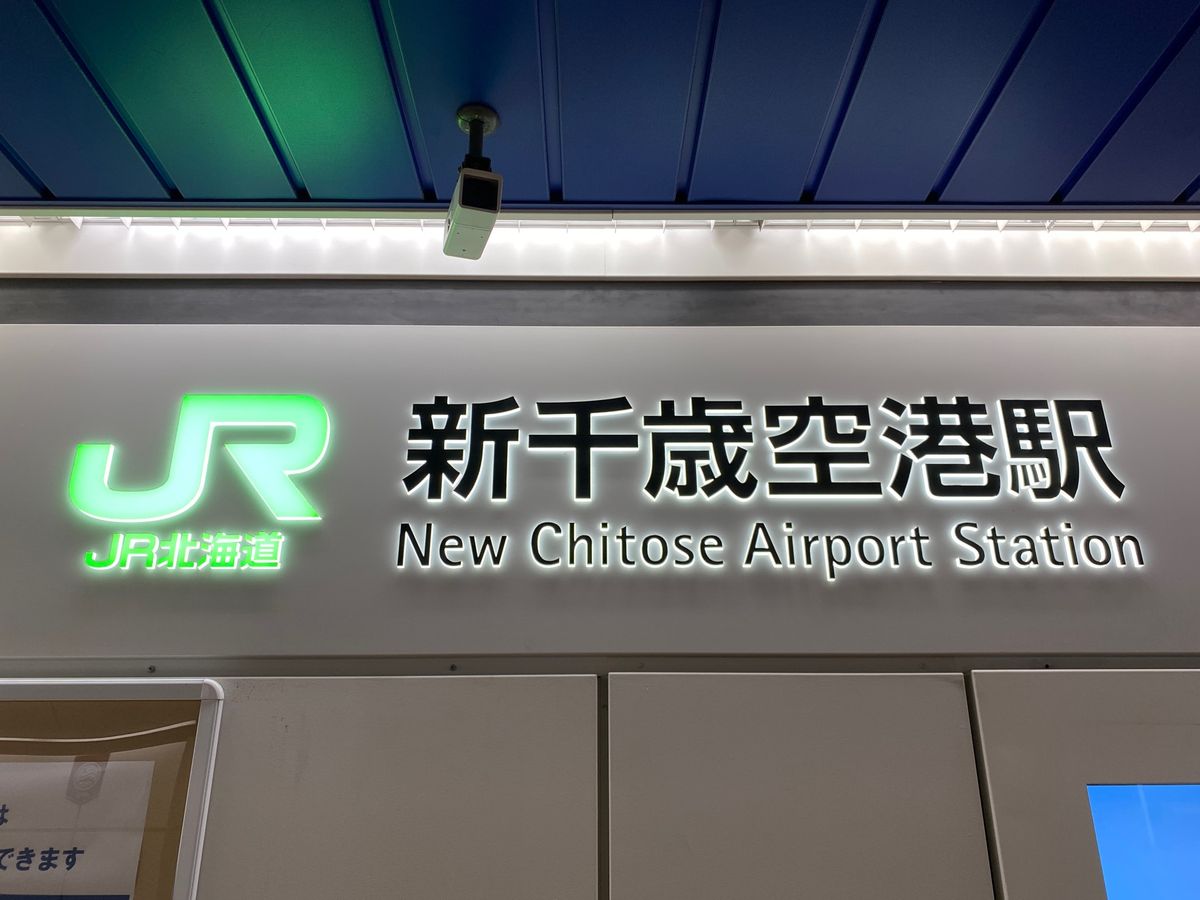 JR
JR北海道
新千歳空港駅
New Chitose Airport Station
は
できます